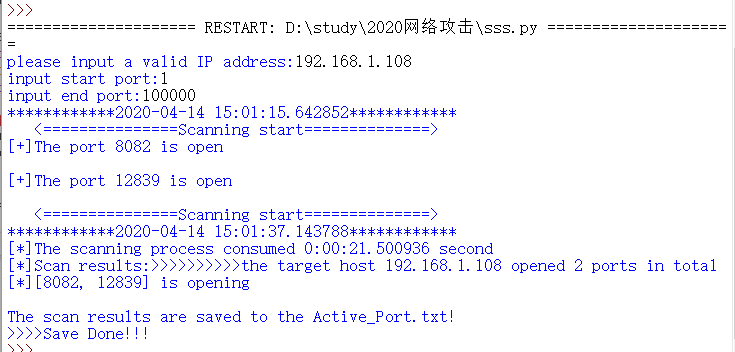 >>>
===================== RESTART: D:\study\2020网络攻击\sss.py =====================
=
please input a valid IP address:192.168.1.108
input start port:1
input end port:100000
************2020-04-14 15:01:15.642852************
<===============Scanning start==============>
[+]The port 8082 is open
[+]The port 12839 is open
<===============Scanning start==============>
************2020-04-14 15:01:37.143788************
[*]The scanning process consumed 0:00:21.500936 second
[*]Scan results:>>>>>>>>>>the target host 192.168.1.108 opened 2 ports in total
[*][8082, 12839] is opening
The scan results are saved to the Active_Port.txt!
>>>>Save Done!!!
>>>